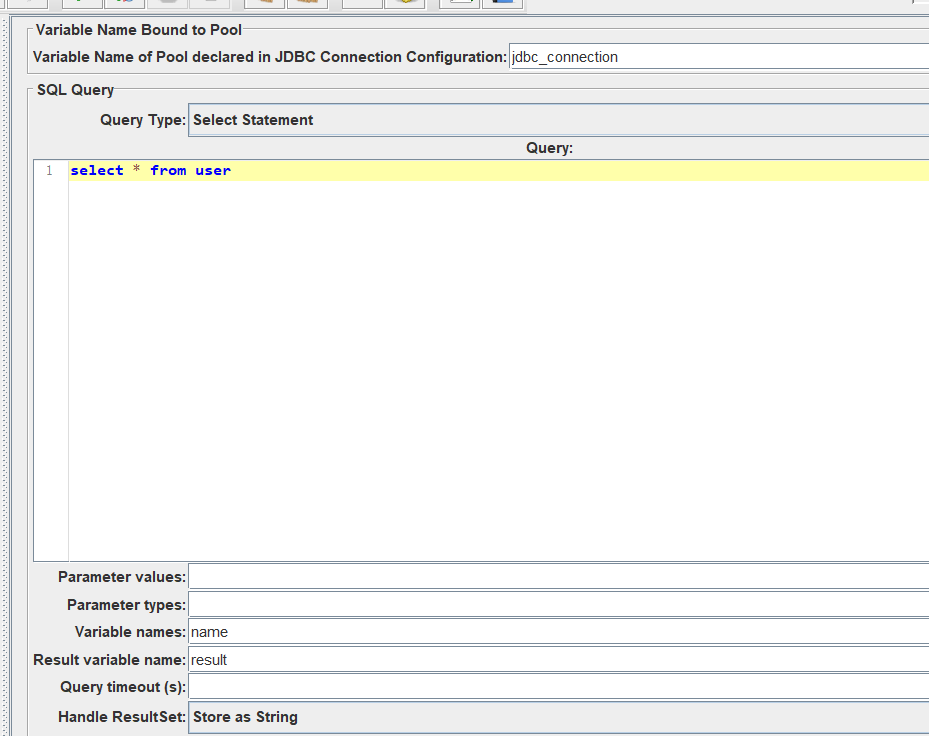 Variable Name Bound to Pool
Variable Name of Pool declared in JDBC Connection Configuration: jdbc_connection
SQL Query
Query Type: Select Statement
Query:
1 select * from user
Parameter values:
Parameter types:
Variable names: name
Result variable name: result
Query timeout (s):
Handle ResultSet: Store as String